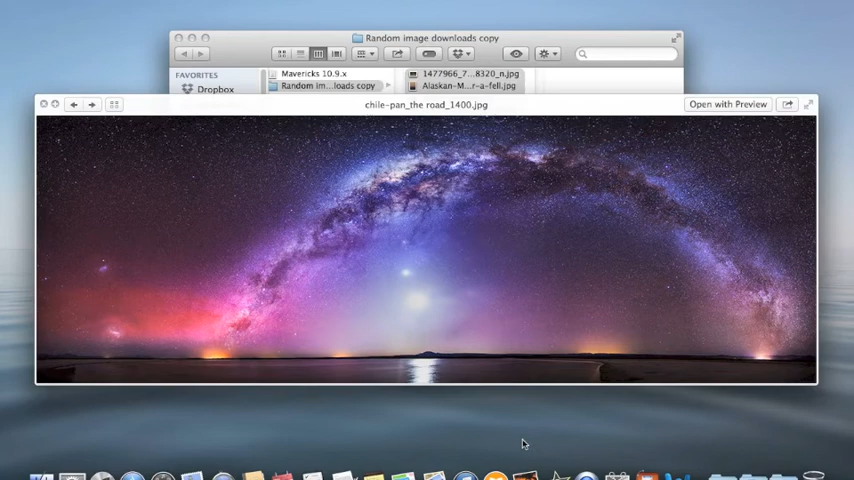 Random image downloads copy
FAVORITES
Dropbox
Mavericks 10.9.x
Random im...loads copy
1477966_7...8320_n.jpg
Alaskan-M...r-a-fell.jpg
chile-pan_the road_1400.jpg
Open with Preview